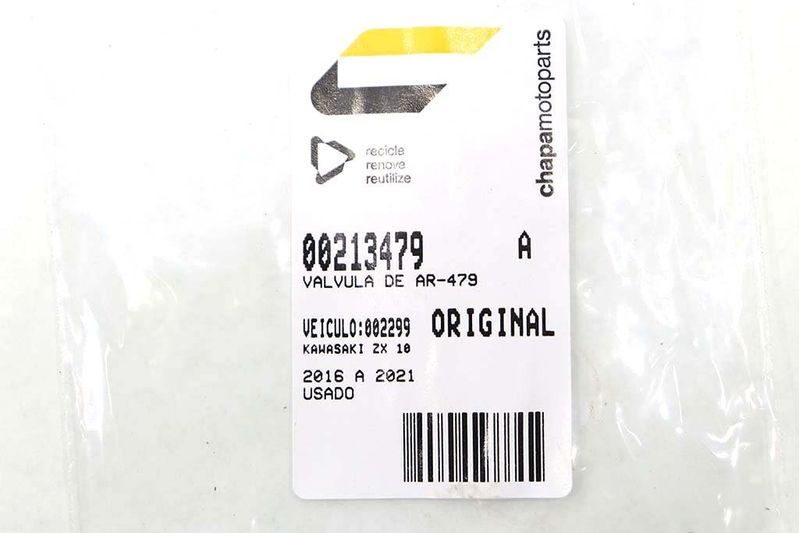 chapamotoparts
recicle
renove
reutilize
00213479 A
VALVULA DE AR-479
VEICULO:002299 ORIGINAL
KAWASAKI ZX 10
2016 A 2021
USADO